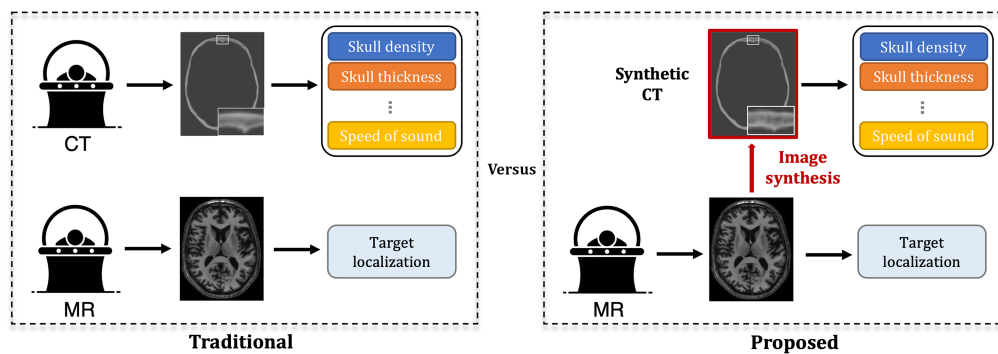 Skull density
Skull thickness
...
Speed of sound
CT
Target
localization
MR
Traditional
Versus
Synthetic
CT
Skull density
Skull thickness
...
Speed of sound
Image
synthesis
Target
localization
MR
Proposed